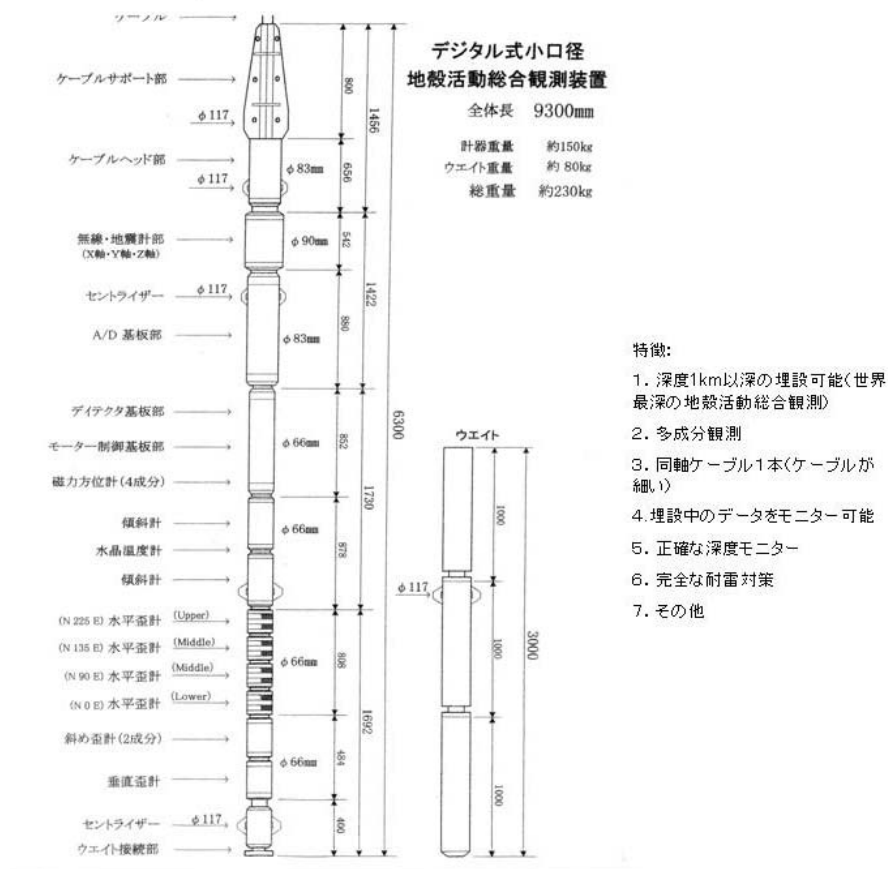 ケーブル
デジタル式小口径
地殻活動総合観測装置
全体長 9300mm
計器重量 約150kg
ウエイト重量 約 80kg
総重量 約230kg
ケーブルサポート部
φ117
800
1456
ケーブルヘッド部
φ117
φ83mm
656
無線・地震計部
(X軸・Y軸・Z軸)
φ90mm
542
1422
セントライザー
φ117
A/D 基板部
φ83mm
880
6300
ディテクタ基板部
モーター制御基板部
φ66mm
852
磁力方位計(4成分)
1730
傾斜計
φ66mm
水晶温度計
878
傾斜計
(N 225 E) 水平歪計 (Upper)
(N 135 E) 水平歪計 (Middle)
(N 90 E) 水平歪計 (Middle)
(N 0 E) 水平歪計 (Lower)
φ66mm
808
1692
斜め歪計(2成分)
φ66mm
484
垂直歪計
セントライザー
φ117
400
ウエイト接続部
ウエイト
φ117
1000
1000
1000
3000
特徴:
1. 深度1km以深の埋設可能(世界
最深の地殻活動総合観測)
2. 多成分観測
3. 同軸ケーブル1本(ケーブルが
細い)
4.埋設中のデータをモニター可能
5. 正確な深度モニター
6. 完全な耐雷対策
7. その他